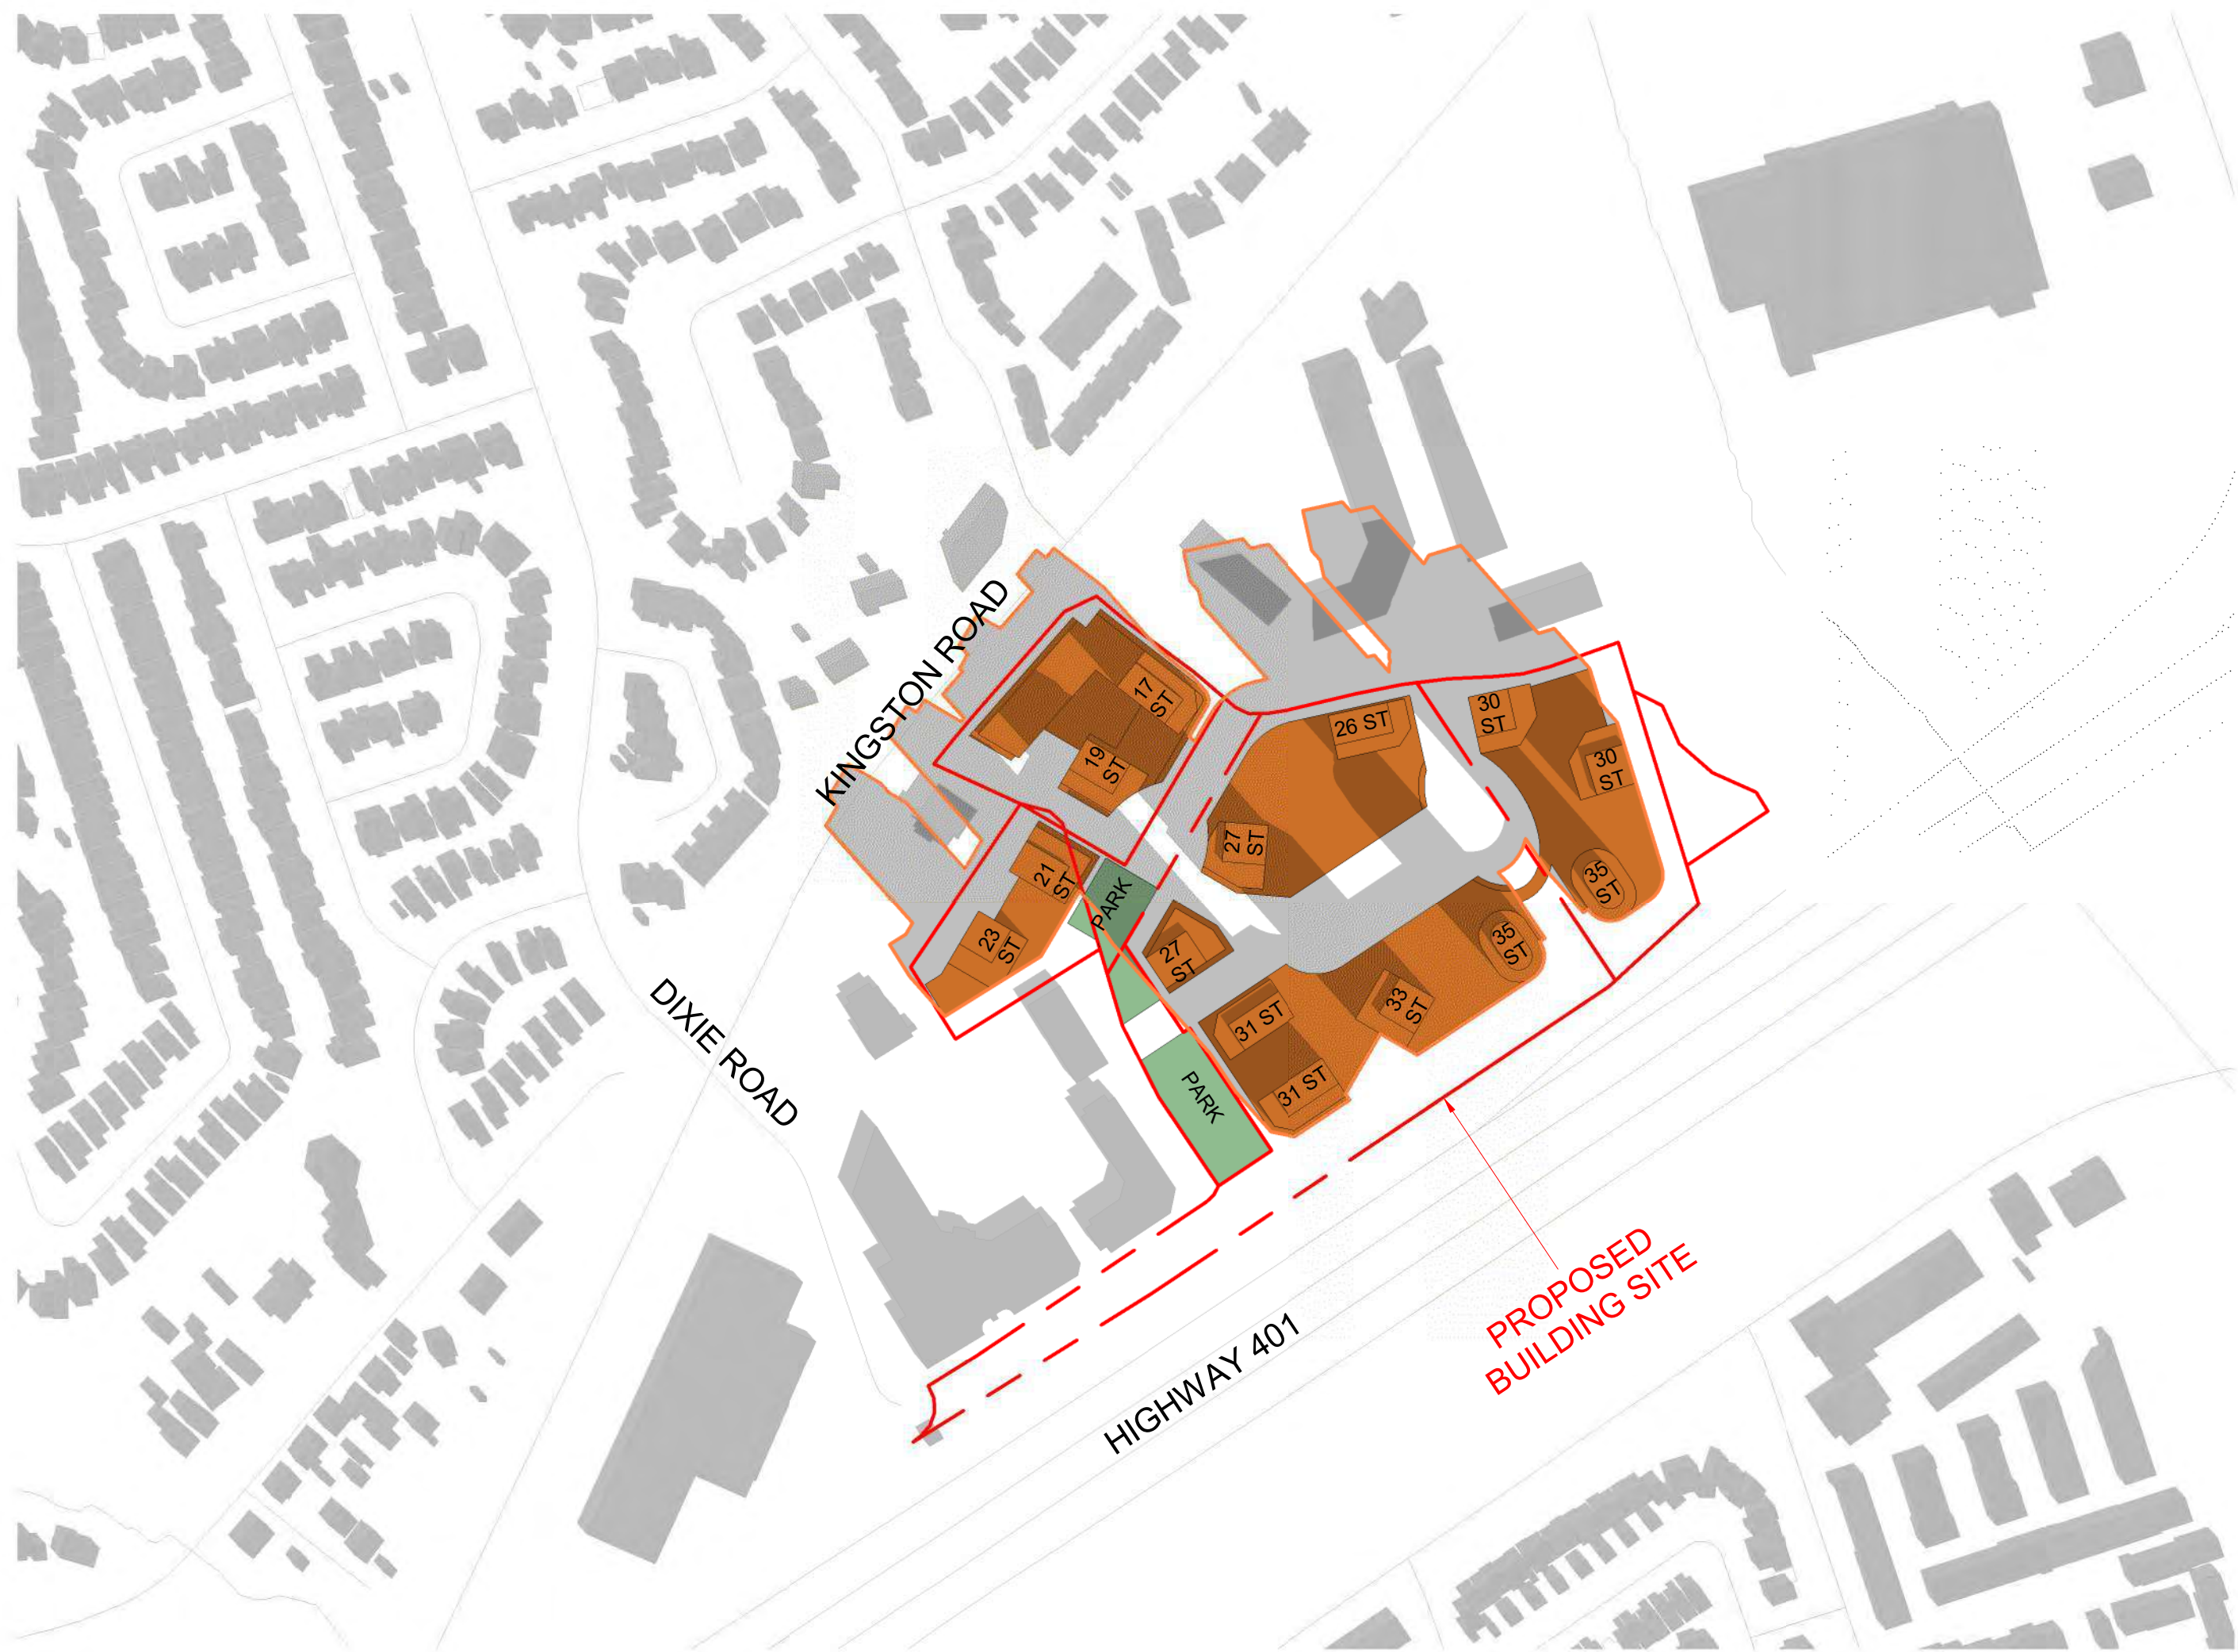 KINGSTON ROAD
17
ST
19
ST
26 ST
30
ST
30
ST
27
ST
21
ST
35
ST
PARK
23
ST
27
ST
35
ST
33
ST
31 ST
31 ST
PARK
DIXIE ROAD
HIGHWAY 401
PROPOSED
BUILDING SITE